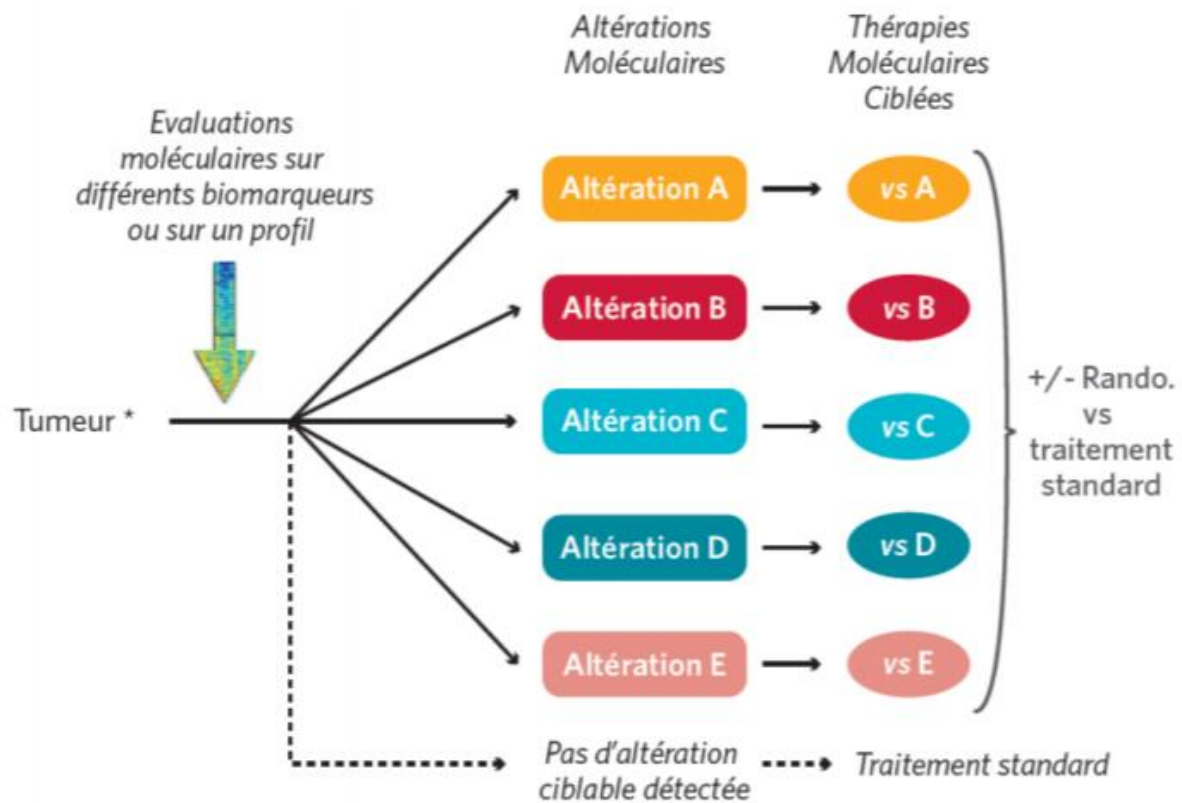 Altérations
Moléculaires
Thérapies
Moléculaires
Ciblées
Evaluations
moléculaires sur
différents biomarqueurs
ou sur un profil
Tumeur *
Altération A
vs A
Altération B
vs B
Altération C
vs C
Altération D
vs D
Altération E
vs E
+/- Rando.
vs
traitement
standard
Pas d'altération
ciblable détectée
Traitement standard